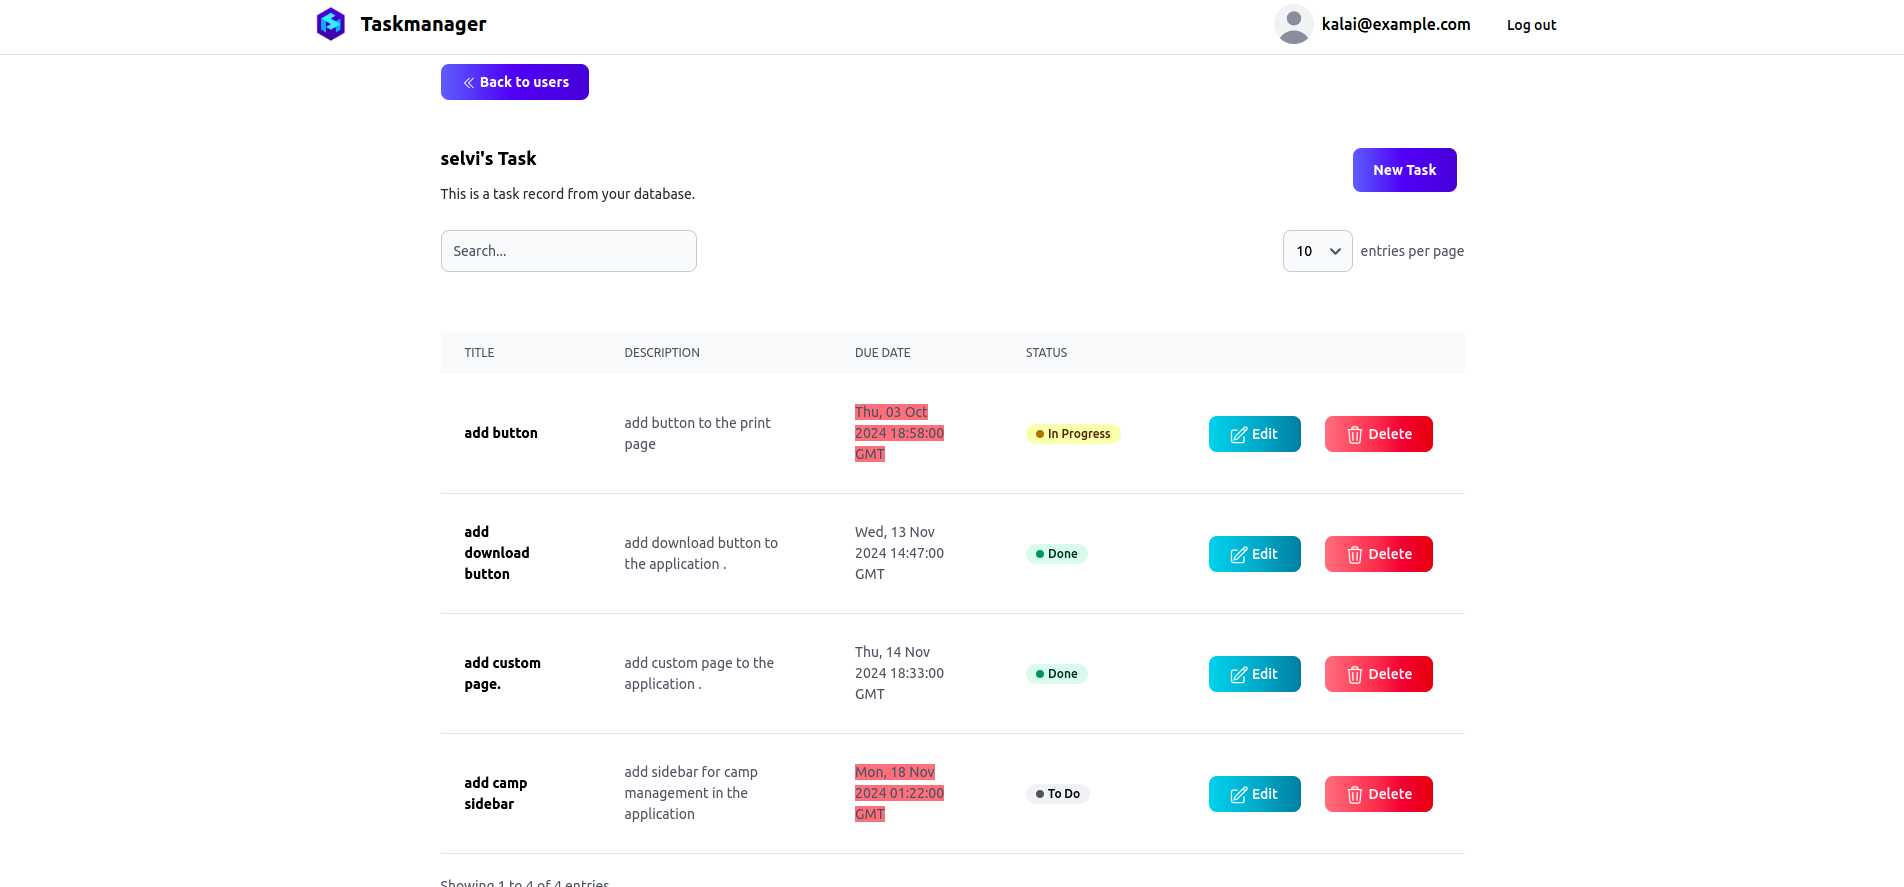 Taskmanager
kalai@example.com
Log out
Back to users
selvi's Task
New Task
This is a task record from your database.
Search...
10
entries per page
TITLE
DESCRIPTION
DUE DATE
STATUS
add button
add button to the print
page
Thu, 03 Oct
2024 18:58:00
GMT
In Progress
Edit
Delete
add
download
button
add download button to
the application .
Wed, 13 Nov
2024 14:47:00
GMT
Done
Edit
Delete
add custom
page.
add custom page to the
application .
Thu, 14 Nov
2024 18:33:00
GMT
Done
Edit
Delete
add camp
sidebar
add sidebar for camp
management in the
application
Mon, 18 Nov
2024 01:22:00
GMT
To Do
Edit
Delete
Showing 1 to 4 of 4 entries